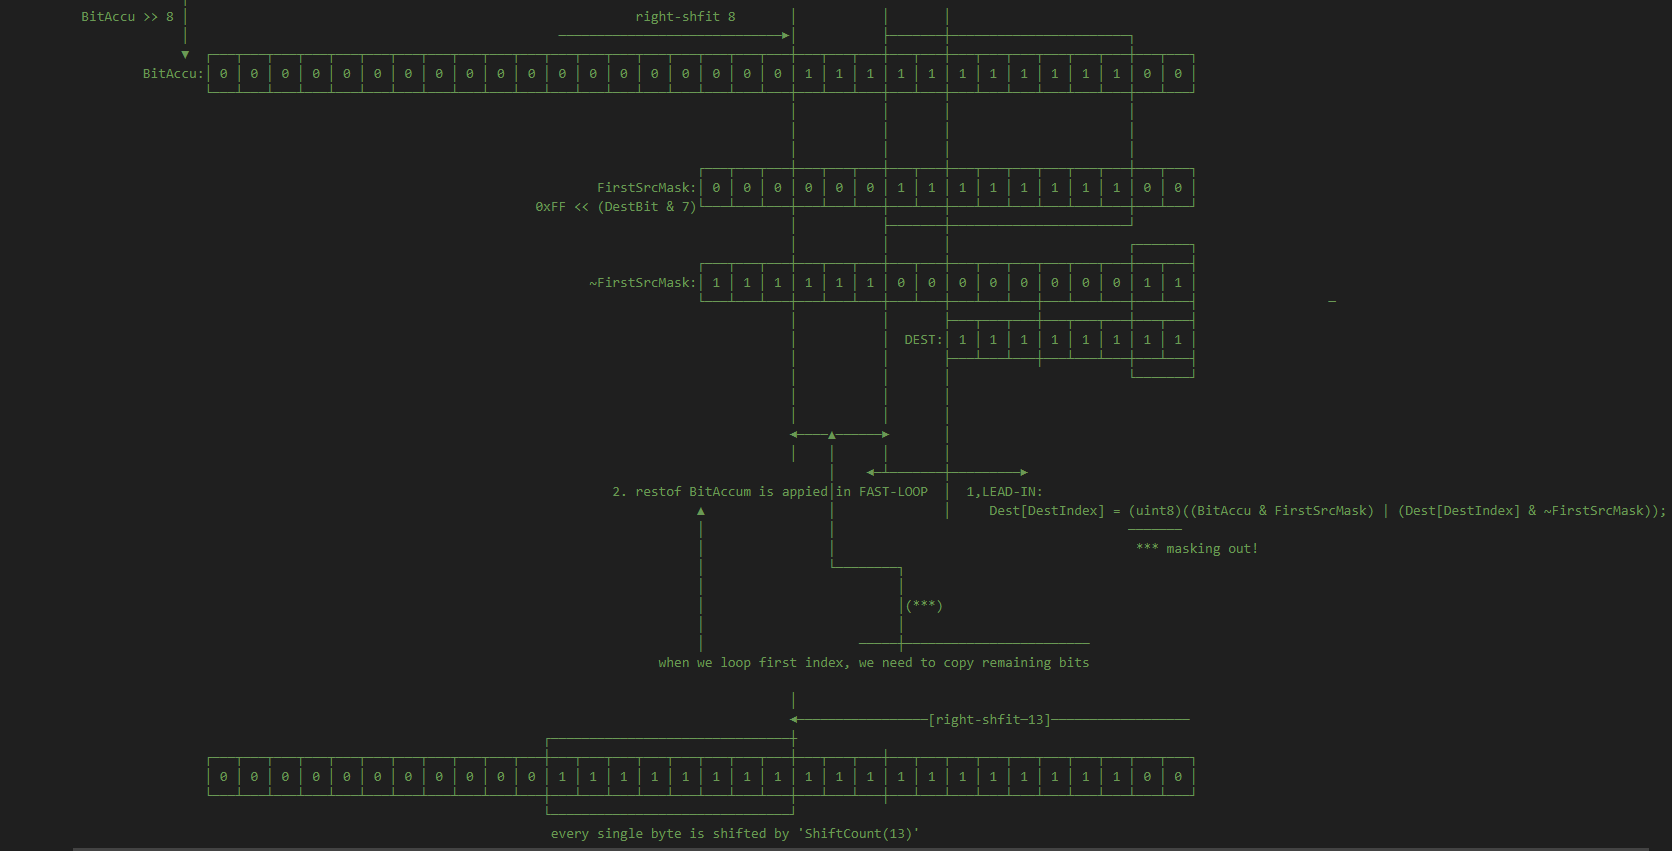 BitAccu >> 8 right-shfit 8
BitAccu: 0 0 0 0 0 0 0 0 0 0 0 0 0 0 0 0 0 0 0 1 1 1 1 1 1 1 1 1 1 1 0 0
FirstSrcMask: 0 0 0 0 0 0 1 1 1 1 1 1 1 1 0 0
0xFF << (DestBit & 7)
~FirstSrcMask: 1 1 1 1 1 1 0 0 0 0 0 0 0 0 1 1
DEST: 1 1 1 1 1 1 1 1
2. restof BitAccum is appied in FAST-LOOP 1,LEAD-IN:
Dest[DestIndex] = (uint8)((BitAccu & FirstSrcMask) | (Dest[DestIndex] & ~FirstSrcMask));
*** masking out!
(***)
when we loop first index, we need to copy remaining bits
[right-shfit-13]
0 0 0 0 0 0 0 0 0 0 0 1 1 1 1 1 1 1 1 1 1 1 1 1 1 1 1 1 1 1 0 0
every single byte is shifted by 'ShiftCount(13)'